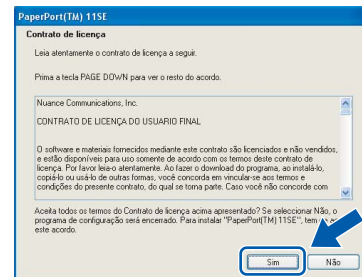 PaperPort(TM) 11SE
Contrato de licença
Leia atentamente o contrato de licença a seguir.
Prima a tecla PAGE DOWN para ver o resto do acordo.
Nuance Communications, Inc.
CONTRATO DE LICENÇA DO USUARIO FINAL
O software e materiais fornecidos mediante este contrato são licenciados e não vendidos,
e estão disponíveis para uso somente de acordo com os termos deste contrato de
licença. Por favor leia-o atentamente. Ao fazer o download do programa, ao instalá-lo,
copiá-lo ou usá-lo de outras formas, você concorda em vincular-se aos termos e
condições do presente contrato, do qual se torna parte. Caso você não concorde com
Aceita todos os termos do Contrato de licença acima apresentado? Se seleccionar Não, o
programa de configuração será encerrado. Para instalar "PaperPort(TM) 11SE", tem
este acordo.
Sim
Não